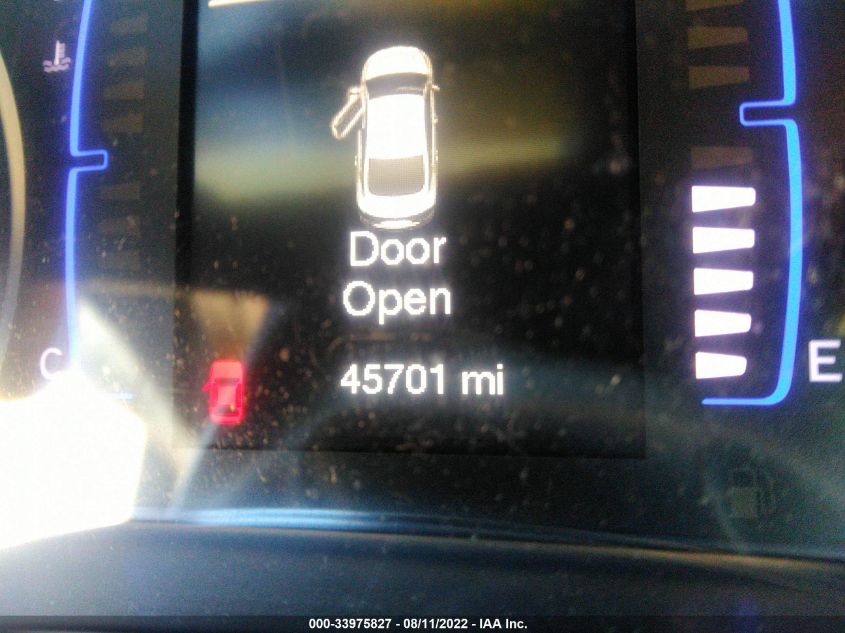 Door
Open
45701 mi
C
E
000-33975827 - 08/11/2022 - IAA Inc.